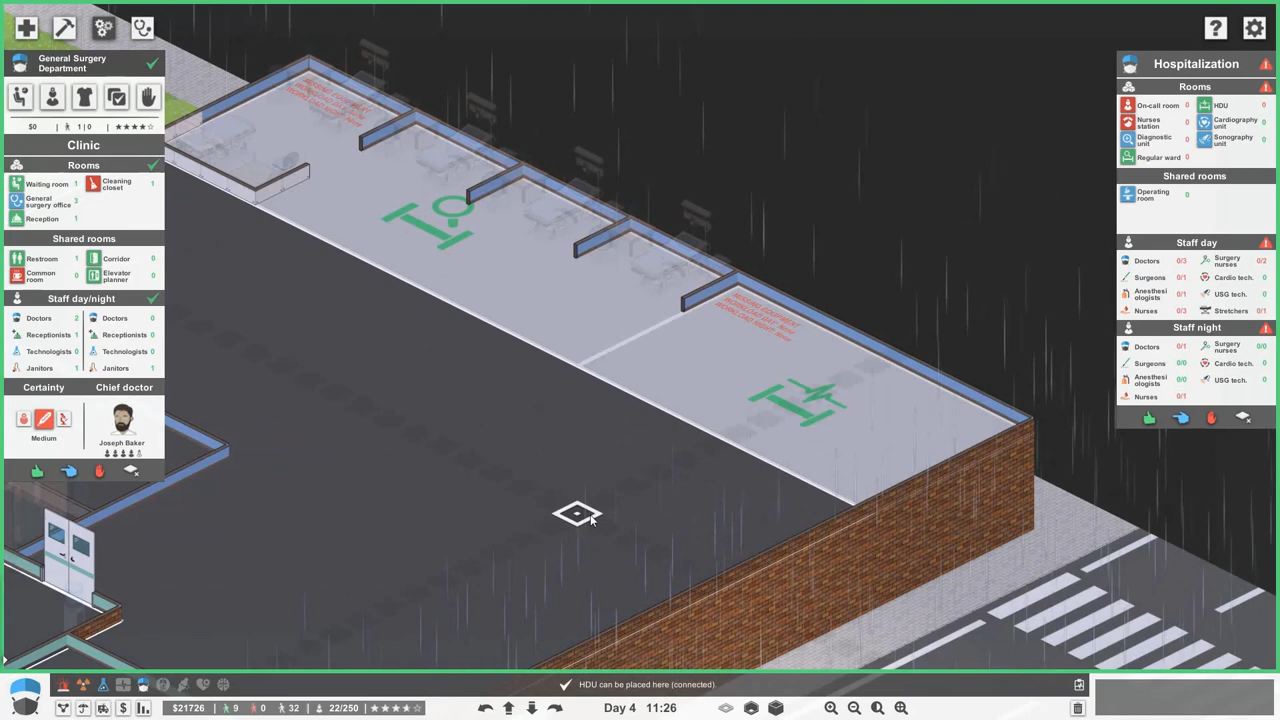 General Surgery
Department
$0 | 1|0 |
Clinic
Rooms
Waiting room 1
Cleaning
closet 1
General
surgery office 3
Reception 1
Shared rooms
Restroom 1
Corridor 0
Common
room 0
Elevator
planner 0
Staff day/night
Doctors 2
Doctors 0
Receptionists 1
Receptionists 0
Technologists 0
Technologists 0
Janitors 1
Janitors 1
Certainty
Chief doctor
Medium
Joseph Baker
MISSING EQUIPMENT
Hospitalization
Rooms
On-call room 0
HDU 0
Nurses
station 0
Cardiography
unit 0
Diagnostic
unit 0
Sonography
unit 0
Regular ward 0
Shared rooms
Operating
room 0
Staff day
Doctors 0/3
Surgery
nurses 0/2
Surgeons 0/1
Cardio tech. 0
Anesthesi
ologists 0/1
USG tech. 0
Nurses 0/3
Stretchers 0/1
Staff night
Doctors 0/1
Surgery
nurses 0/0
Surgeons 0/0
Cardio tech. 0
Anesthesi
ologists 0/0
USG tech. 0
Nurses 0/1
HDU can be placed here (connected).
$21726 9 0 32 22/250
Day 4 11:26